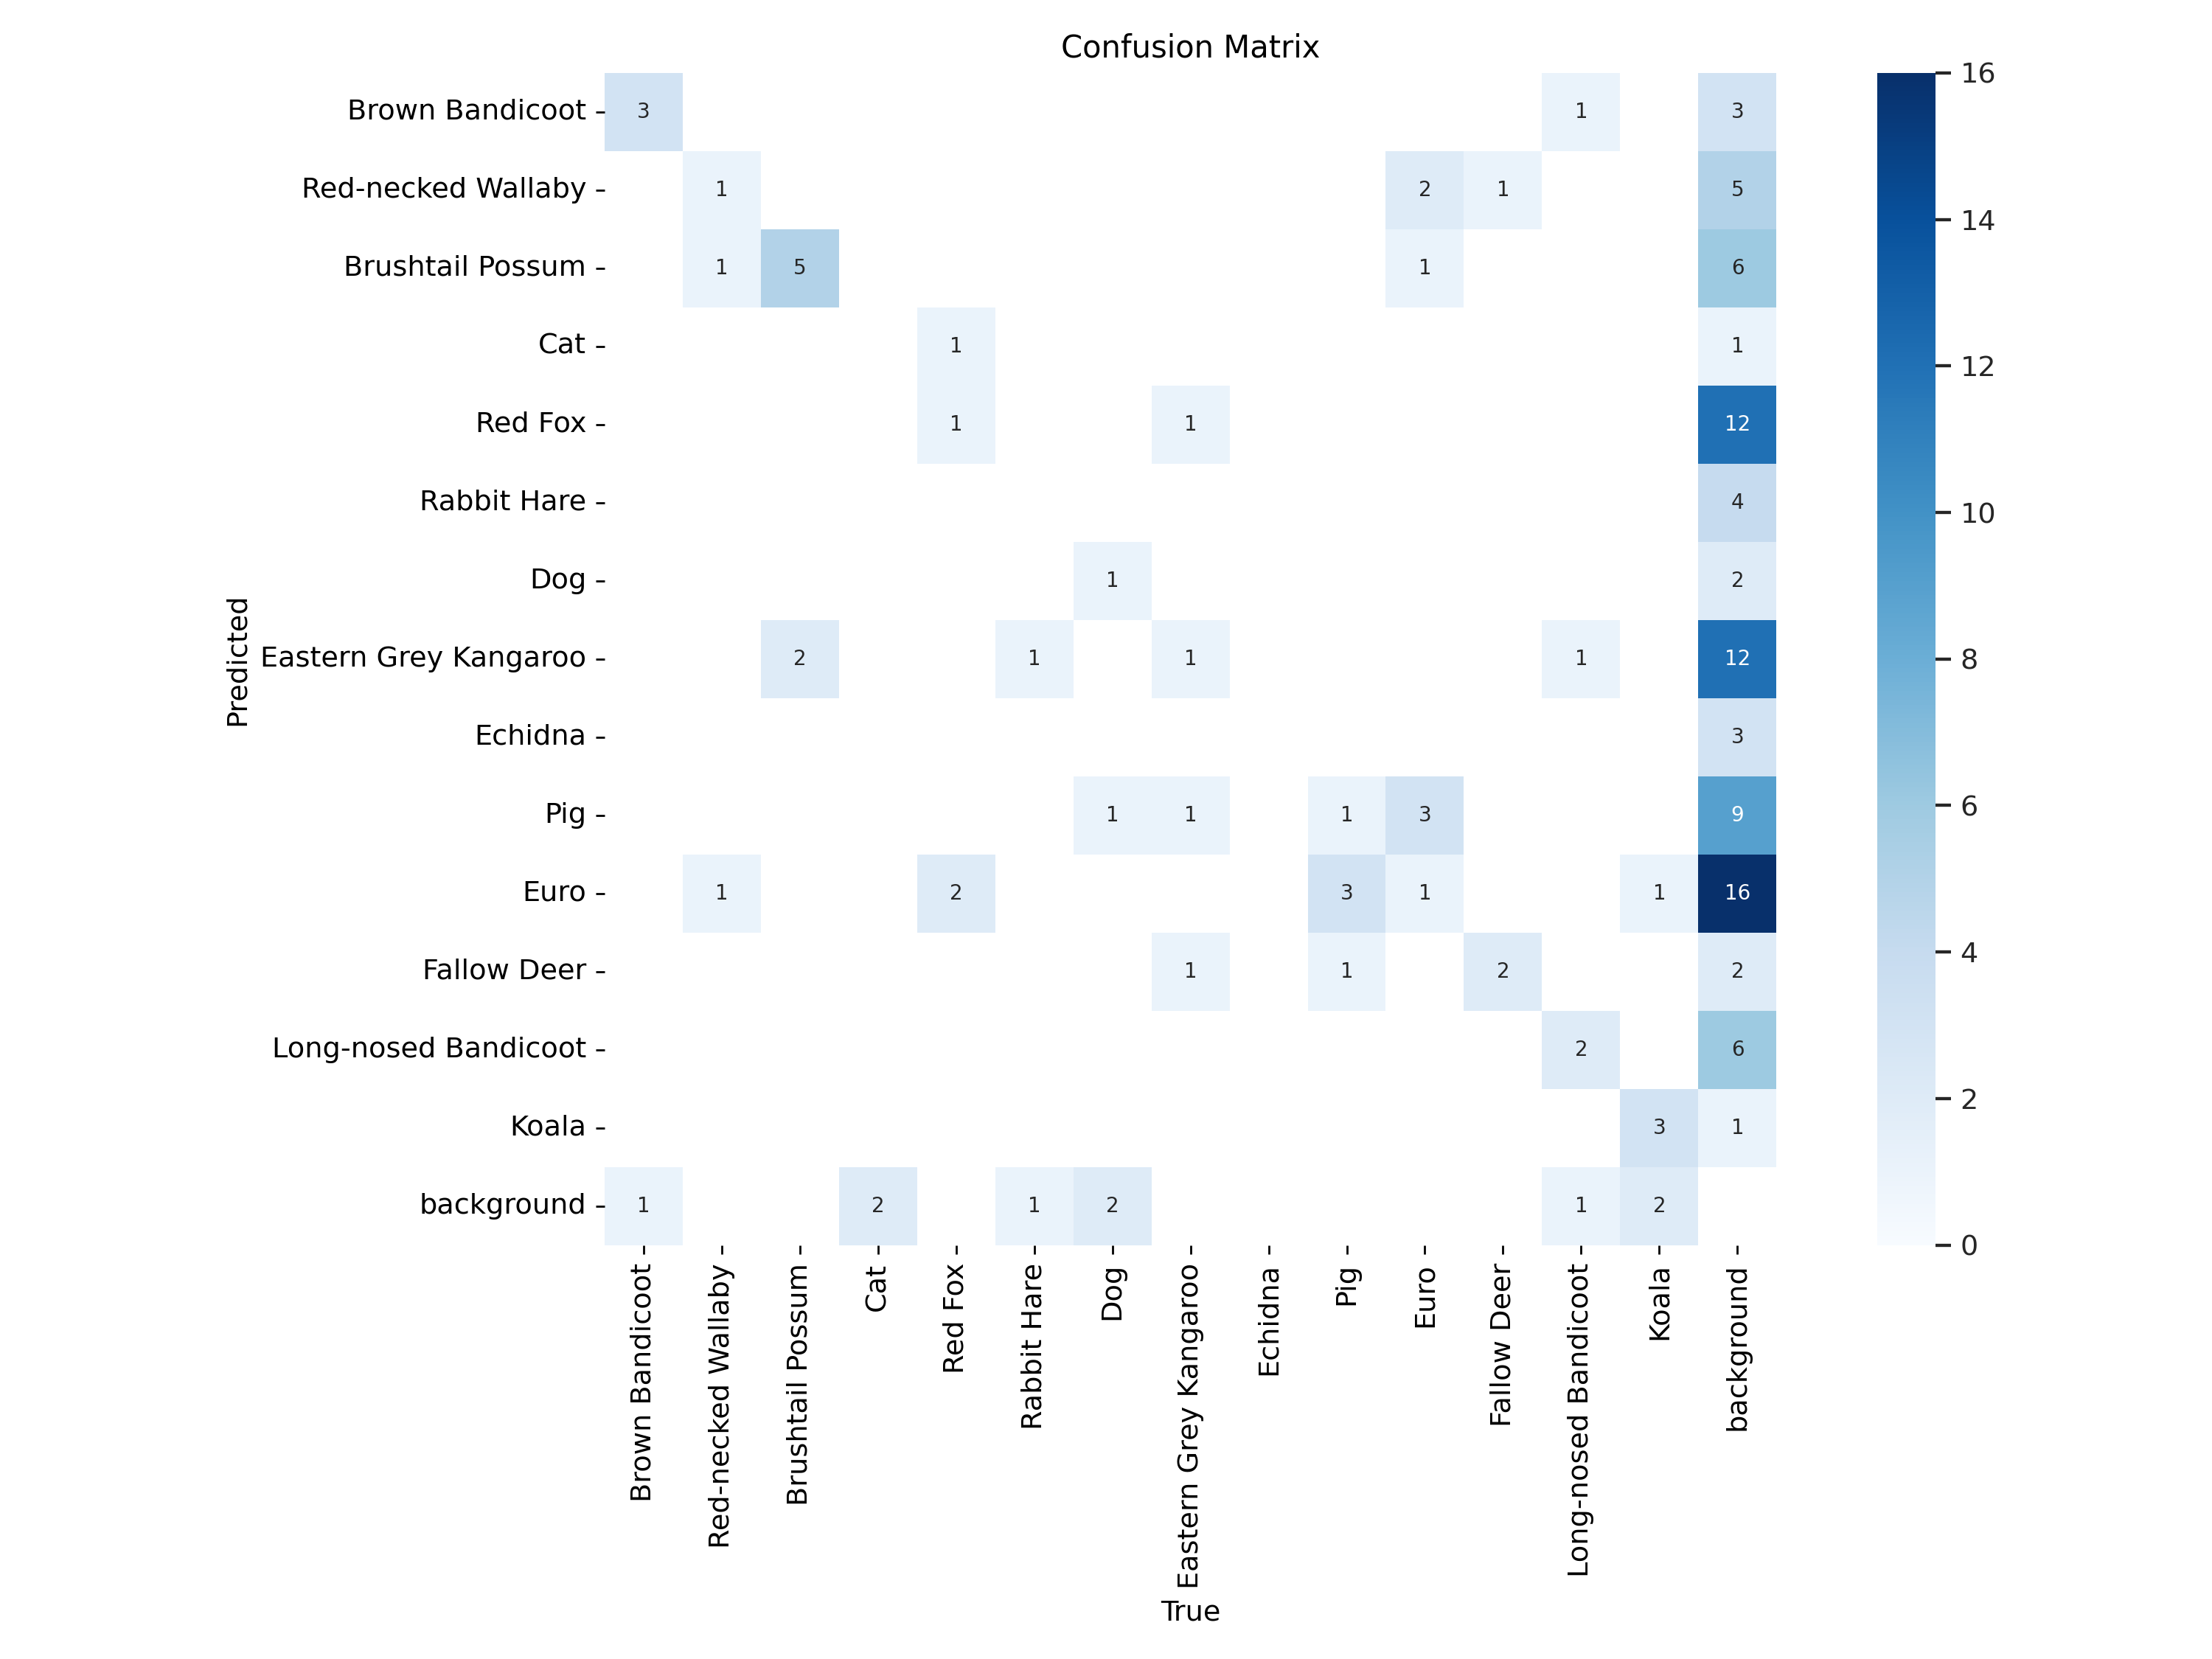 Confusion Matrix
Brown Bandicoot 3 1 3
Red-necked Wallaby 1 2 1 5
Brushtail Possum 1 5 1 6
Cat 1 1
Red Fox 1 1 12
Rabbit Hare 4
Dog 1 2
Eastern Grey Kangaroo 2 1 1 1 12
Echidna 3
Pig 1 1 1 3 9
Euro 1 2 3 1 1 16
Fallow Deer 1 1 2 2
Long-nosed Bandicoot 2 6
Koala 3 1
background 1 2 1 2 1 2
Predicted
Brown Bandicoot
Red-necked Wallaby
Brushtail Possum
Cat
Red Fox
Rabbit Hare
Dog
Eastern Grey Kangaroo
Echidna
Pig
Euro
Fallow Deer
Long-nosed Bandicoot
Koala
background
True
16
14
12
10
8
6
4
2
0